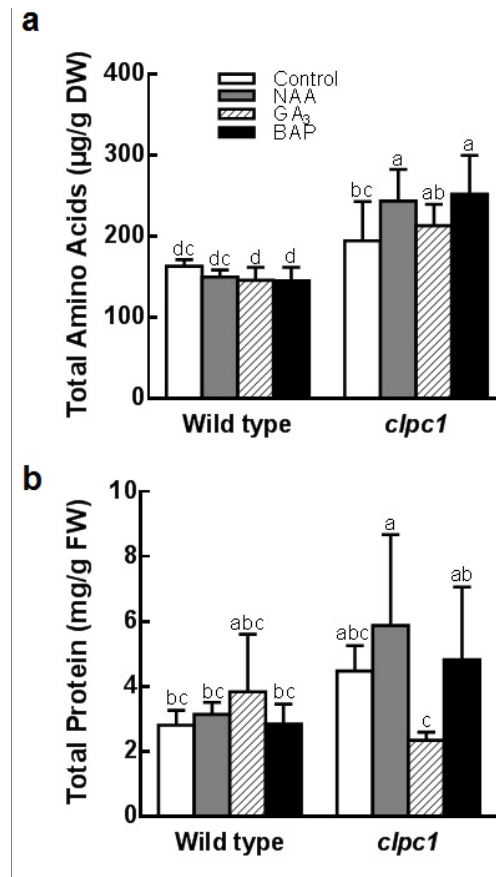 a
Total Amino Acids (µg/g DW)
400
300
200
100
0
Control
NAA
GA3
BAP
dc dc d d
bc a ab a
Wild type clpc1
b
Total Protein (mg/g FW)
10
8
6
4
2
0
bc bc abc bc
abc a c ab
Wild type clpc1